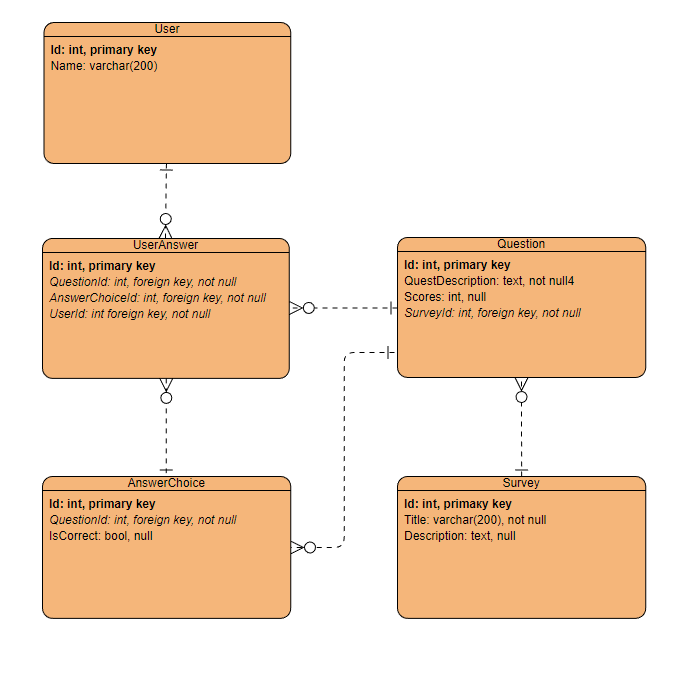 User
Id: int, primary key
Name: varchar(200)
UserAnswer
Id: int, primary key
QuestionId: int, foreign key, not null
AnswerChoiceId: int, foreign key, not null
UserId: int foreign key, not null
Question
Id: int, primary key
QuestDescription: text, not null4
Scores: int, null
SurveyId: int, foreign key, not null
AnswerChoice
Id: int, primary key
QuestionId: int, foreign key, not null
IsCorrect: bool, null
Survey
Id: int, primaку key
Title: varchar(200), not null
Description: text, null